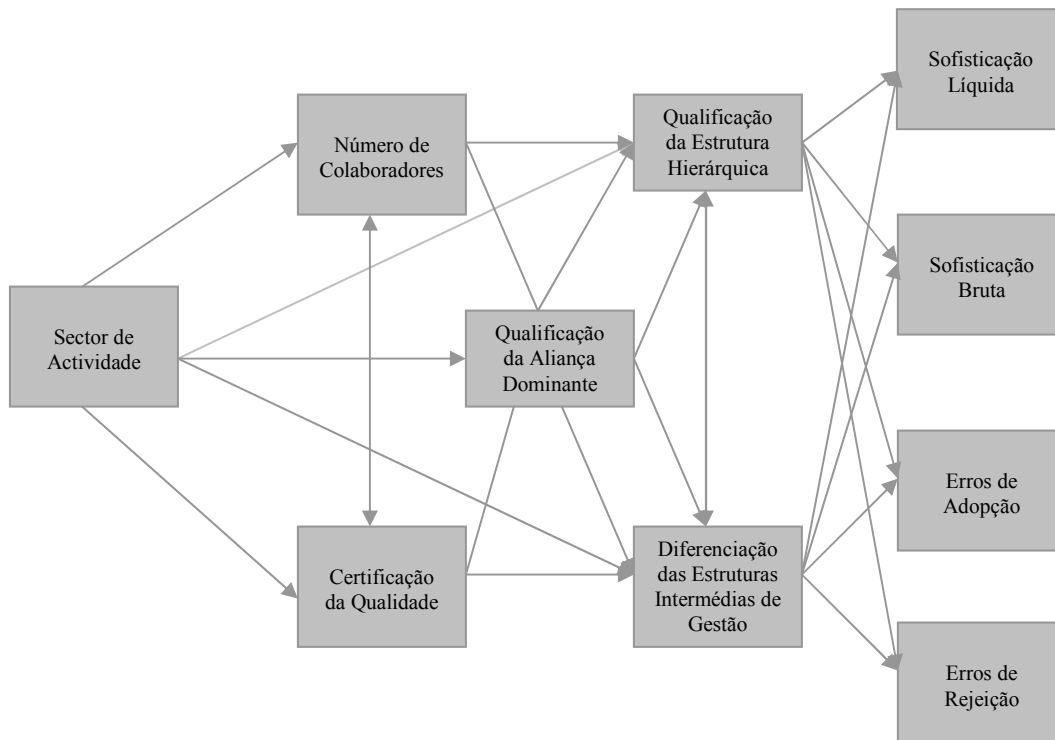 Sector de
Actividade
Número de
Colaboradores
Certificação
da Qualidade
Qualificação
da Aliança
Dominante
Qualificação
da Estrutura
Hierárquica
Diferenciação
das Estruturas
Intermédias de
Gestão
Sofisticação
Líquida
Sofisticação
Bruta
Erros de
Adopção
Erros de
Rejeição